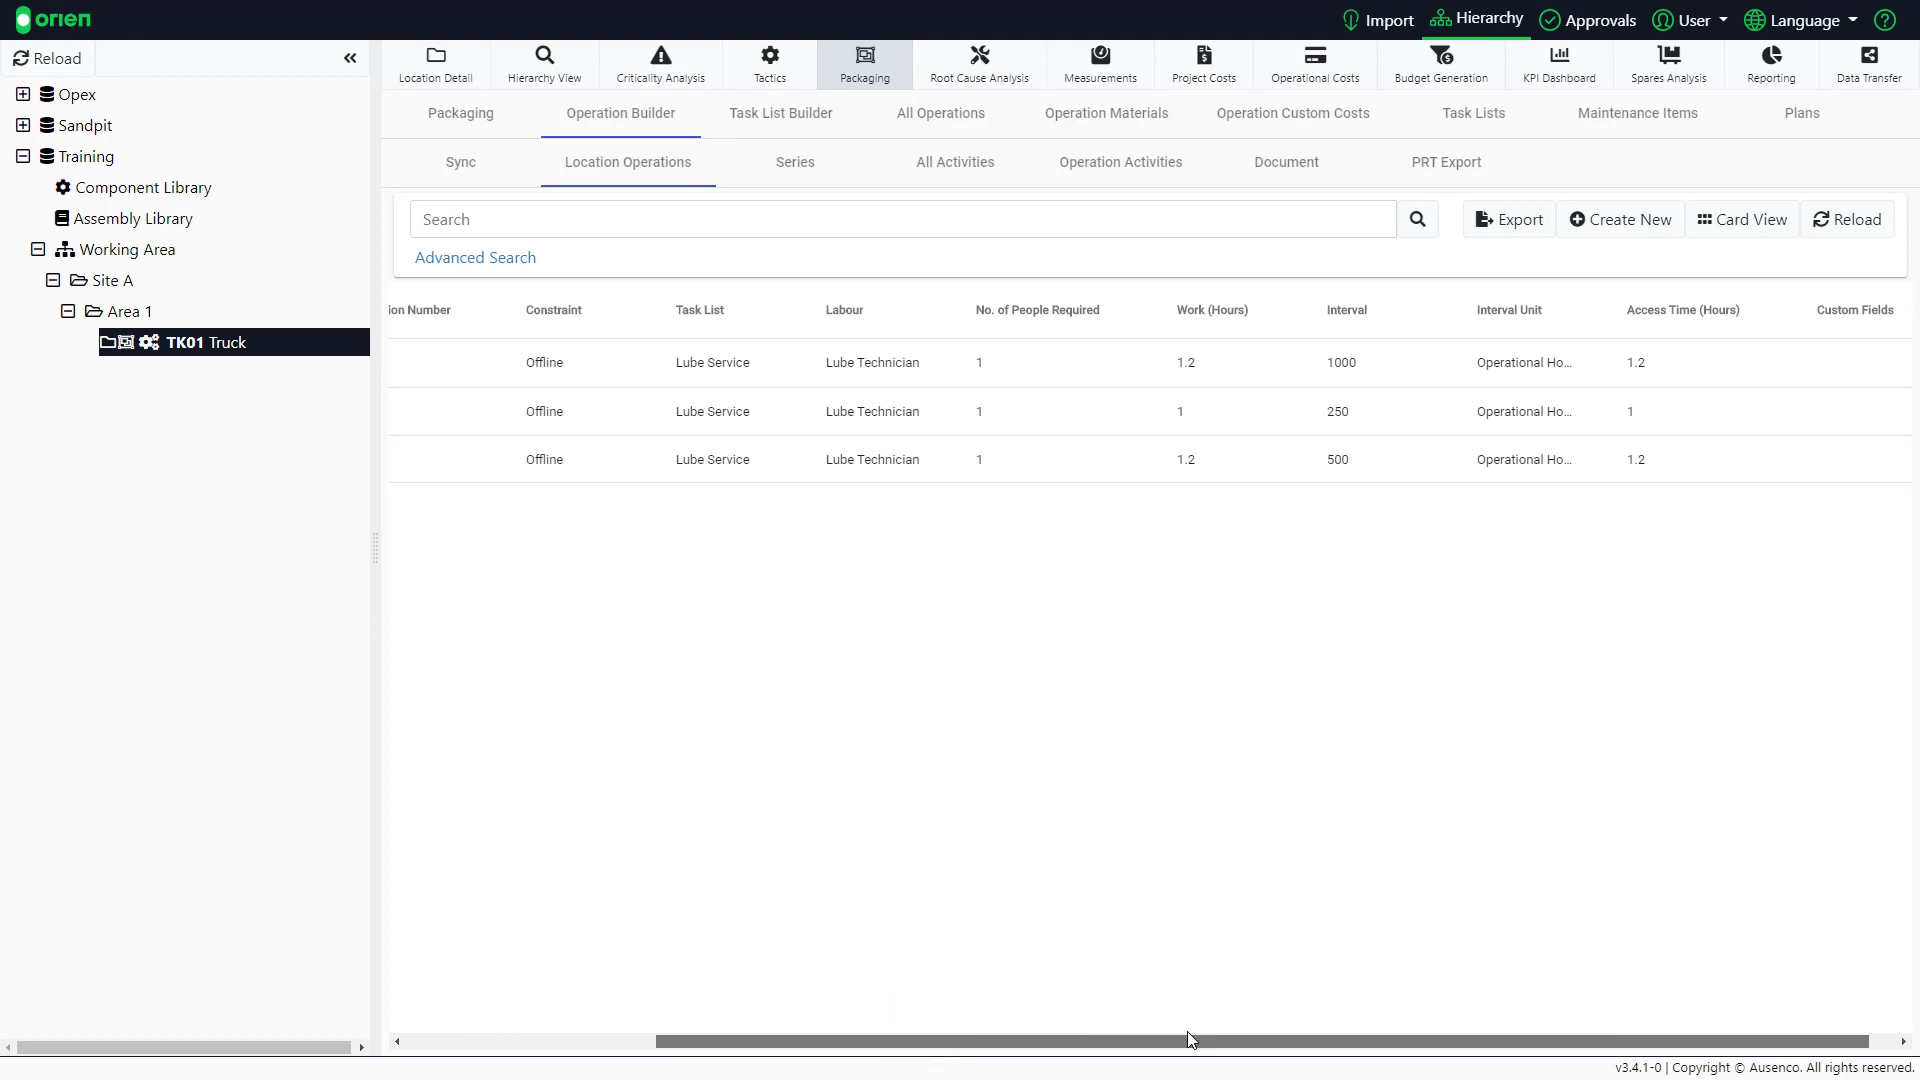 orien
Import Hierarchy Approvals User Language
Reload
Location Detail Hierarchy View Criticality Analysis Tactics Packaging Root Cause Analysis Measurements Project Costs Operational Costs Budget Generation KPI Dashboard Spares Analysis Reporting Data Transfer
Opex
Sandpit
Training
Component Library
Assembly Library
Working Area
Site A
Area 1
TK01 Truck
Packaging Operation Builder Task List Builder All Operations Operation Materials Operation Custom Costs Task Lists Maintenance Items Plans
Sync Location Operations Series All Activities Operation Activities Document PRT Export
Search Export Create New Card View Reload
Advanced Search
ion Number Constraint Task List Labour No. of People Required Work (Hours) Interval Interval Unit Access Time (Hours) Custom Fields
Offline Lube Service Lube Technician 1 1.2 1000 Operational Ho... 1.2
Offline Lube Service Lube Technician 1 1 250 Operational Ho... 1
Offline Lube Service Lube Technician 1 1.2 500 Operational Ho... 1.2
v3.4.1-0 | Copyright © Ausenco. All rights reserved.